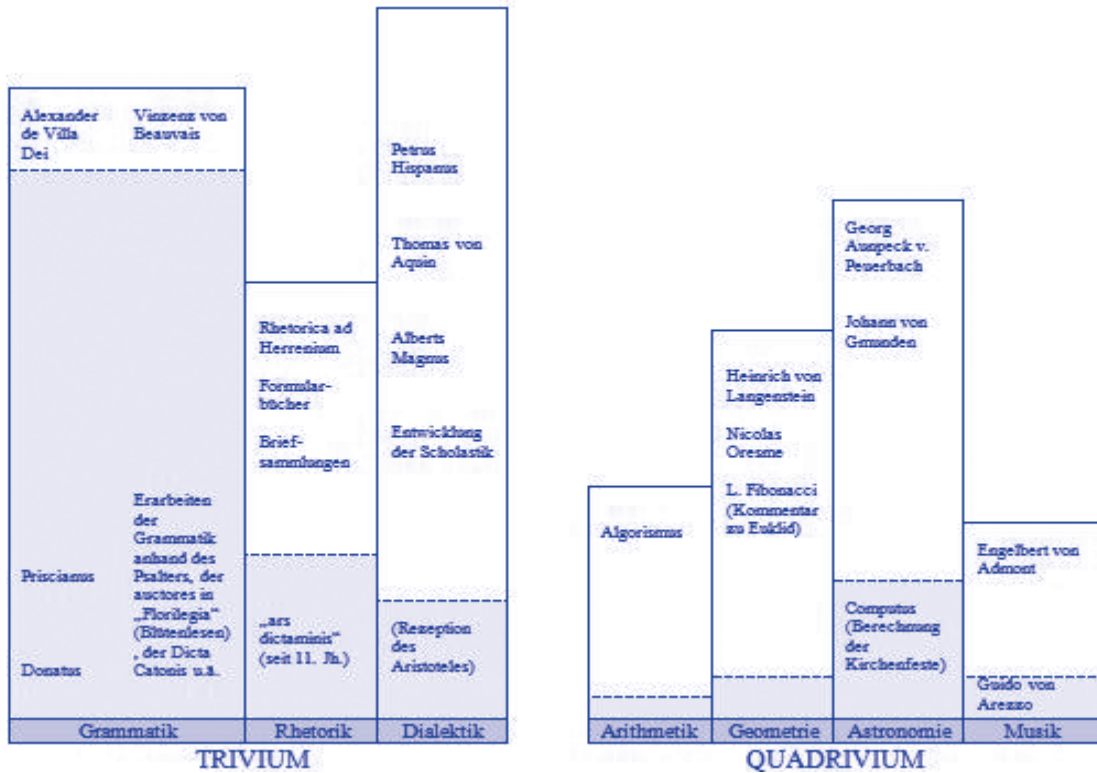 Alexander
de Villa
Dei
Vinzenz von
Beauvais
Priscianus
Donatus
Erarbeiten
der
Grammatik
anhand des
Psalters, der
auctores in
„Florilegia“
(Blütenlesen)
, der Dicta
Catonis u.ä.
Grammatik
Rhetorica ad
Herrenium
Formular-
bücher
Brief-
sammlungen
„ars
dictaminis“
(seit 11. Jh.)
Rhetorik
Petrus
Hispanus
Thomas von
Aquin
Alberts
Magnus
Entwicklung
der Scholastik
(Rezeption
des
Aristoteles)
Dialektik
TRIVIUM
Algorismus
Arithmetik
Heinrich von
Langenstein
Nicolas
Oresme
L. Fibonacci
(Kommentar
zu Euklid)
Geometrie
Georg
Aunpeck v.
Peuerbach
Johann von
Gmunden
Computus
(Berechnung
der
Kirchenfeste)
Astronomie
Engelbert von
Admont
Guido von
Arezzo
Musik
QUADRIVIUM